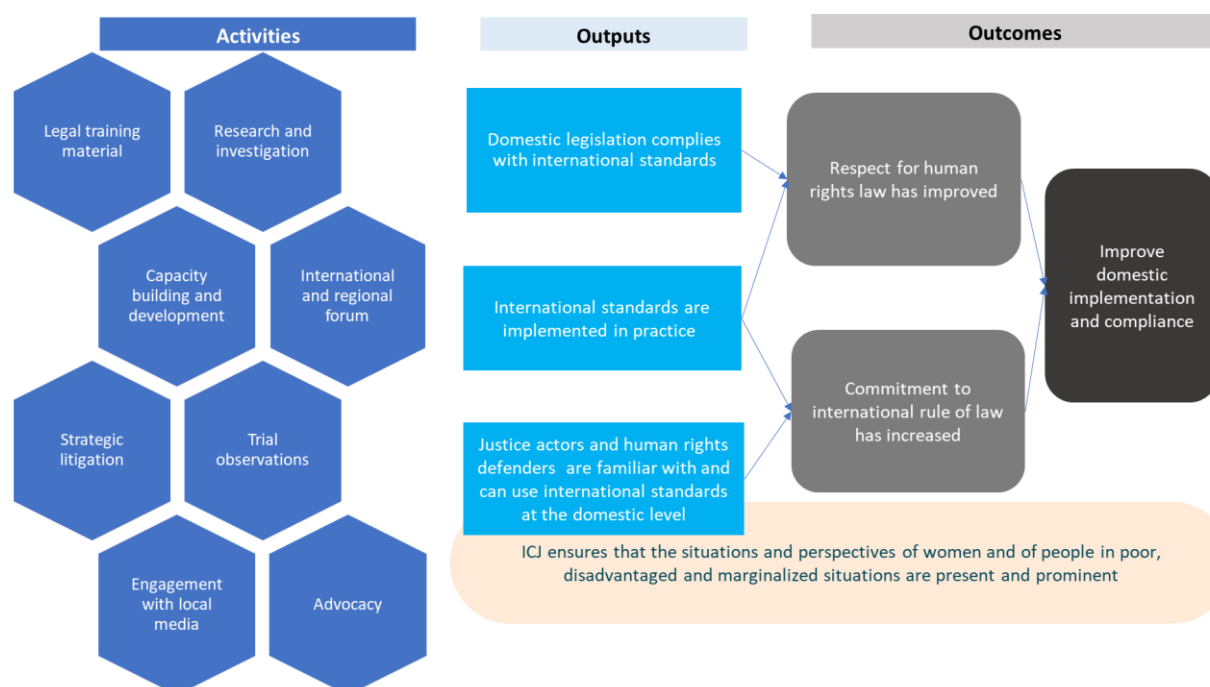 Activities
Legal training
material
Research and
investigation
Capacity
building and
development
International
and regional
forum
Strategic
litigation
Trial
observations
Engagement
with local
media
Advocacy
Outputs
Domestic legislation complies
with international standards
International standards are
implemented in practice
Justice actors and human rights
defenders are familiar with and
can use international standards
at the domestic level
Outcomes
Respect for human
rights law has improved
Commitment to
international rule of law
has increased
Improve
domestic
implementation
and compliance
ICJ ensures that the situations and perspectives of women and of people in poor,
disadvantaged and marginalized situations are present and prominent